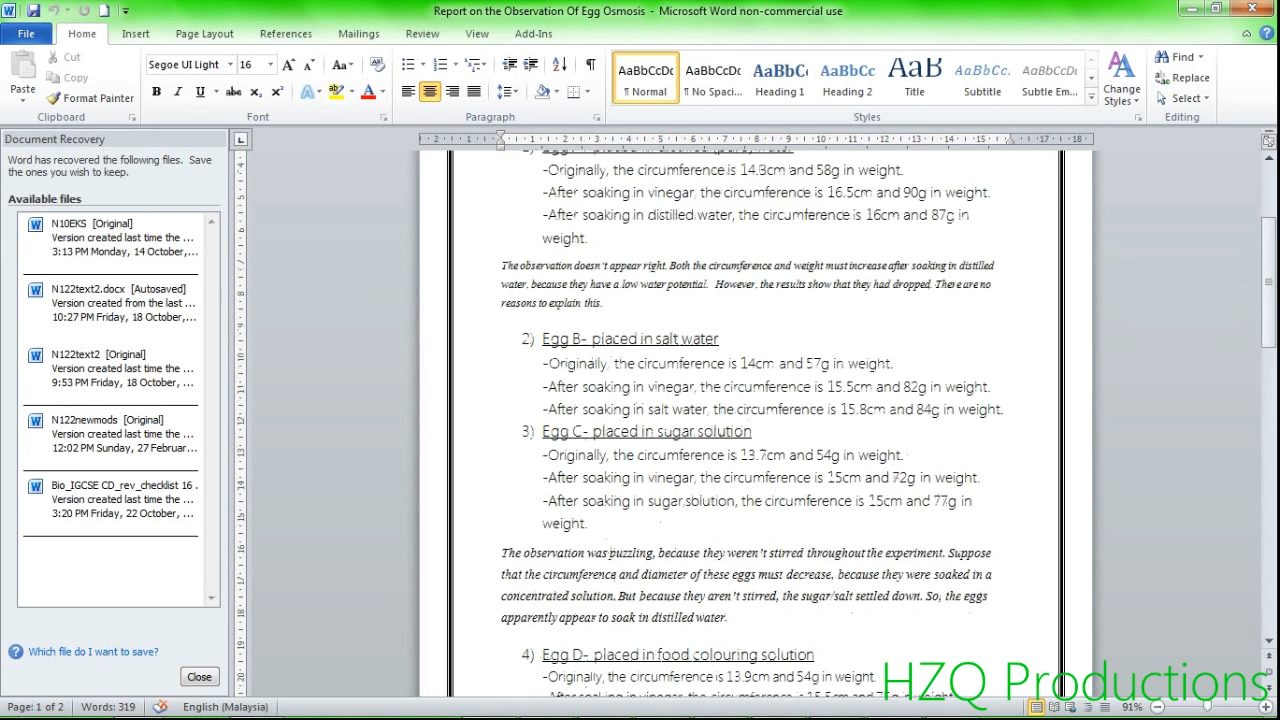 Report on the Observation Of Egg Osmosis - Microsoft Word non-commercial use
File Home Insert Page Layout References Mailings Review View Add-Ins
Cut
Copy
Paste
Format Painter
Clipboard
Segoe UI Light 16
Font
Paragraph
AaBbCcDc AaBbCcDc AaBbCc AaBbCc AaB AaBbCcL AaBbCcDc
¶ Normal ¶ No Spaci... Heading 1 Heading 2 Title Subtitle Subtle Em...
Styles
Change Styles
Find
Replace
Select
Editing
Document Recovery
Word has recovered the following files. Save
the ones you wish to keep.
Available files
N10EKS [Original]
Version created last time the ...
3:13 PM Monday, 14 October,...
N122text2.docx [Autosaved]
Version created from the last ...
10:27 PM Friday, 18 October,...
N122text2 [Original]
Version created last time the ...
9:53 PM Friday, 18 October, ...
N122newmods [Original]
Version created last time the ...
12:02 PM Sunday, 27 Februar...
Bio_IGCSE CD_rev_checklist 16 .
Version created last time the ...
3:20 PM Friday, 22 October, ...
Which file do I want to save?
Close
-Originally, the circumference is 14.3cm and 58g in weight.
-After soaking in vinegar, the circumference is 16.5cm and 90g in weight.
-After soaking in distilled water, the circumference is 16cm and 87g in
weight.
The observation doesn't appear right. Both the circumference and weight must increase after soaking in distilled
water, because they have a low water potential. However, the results show that they had dropped. There are no
reasons to explain this.
2) Egg B- placed in salt water
-Originally, the circumference is 14cm and 57g in weight.
-After soaking in vinegar, the circumference is 15.5cm and 82g in weight.
-After soaking in salt water, the circumference is 15.8cm and 84g in weight.
3) Egg C- placed in sugar solution
-Originally, the circumference is 13.7cm and 54g in weight.
-After soaking in vinegar, the circumference is 15cm and 72g in weight.
-After soaking in sugar solution, the circumference is 15cm and 77g in
weight.
The observation was puzzling, because they weren't stirred throughout the experiment. Suppose
that the circumference and diameter of these eggs must decrease, because they were soaked in a
concentrated solution. But because they aren't stirred, the sugar/salt settled down. So, the eggs
apparently appear to soak in distilled water.
4) Egg D- placed in food colouring solution
-Originally, the circumference is 13.9cm and 54g in weight.
HZQ Productions
Page: 1 of 2 Words: 319 English (Malaysia) 91%